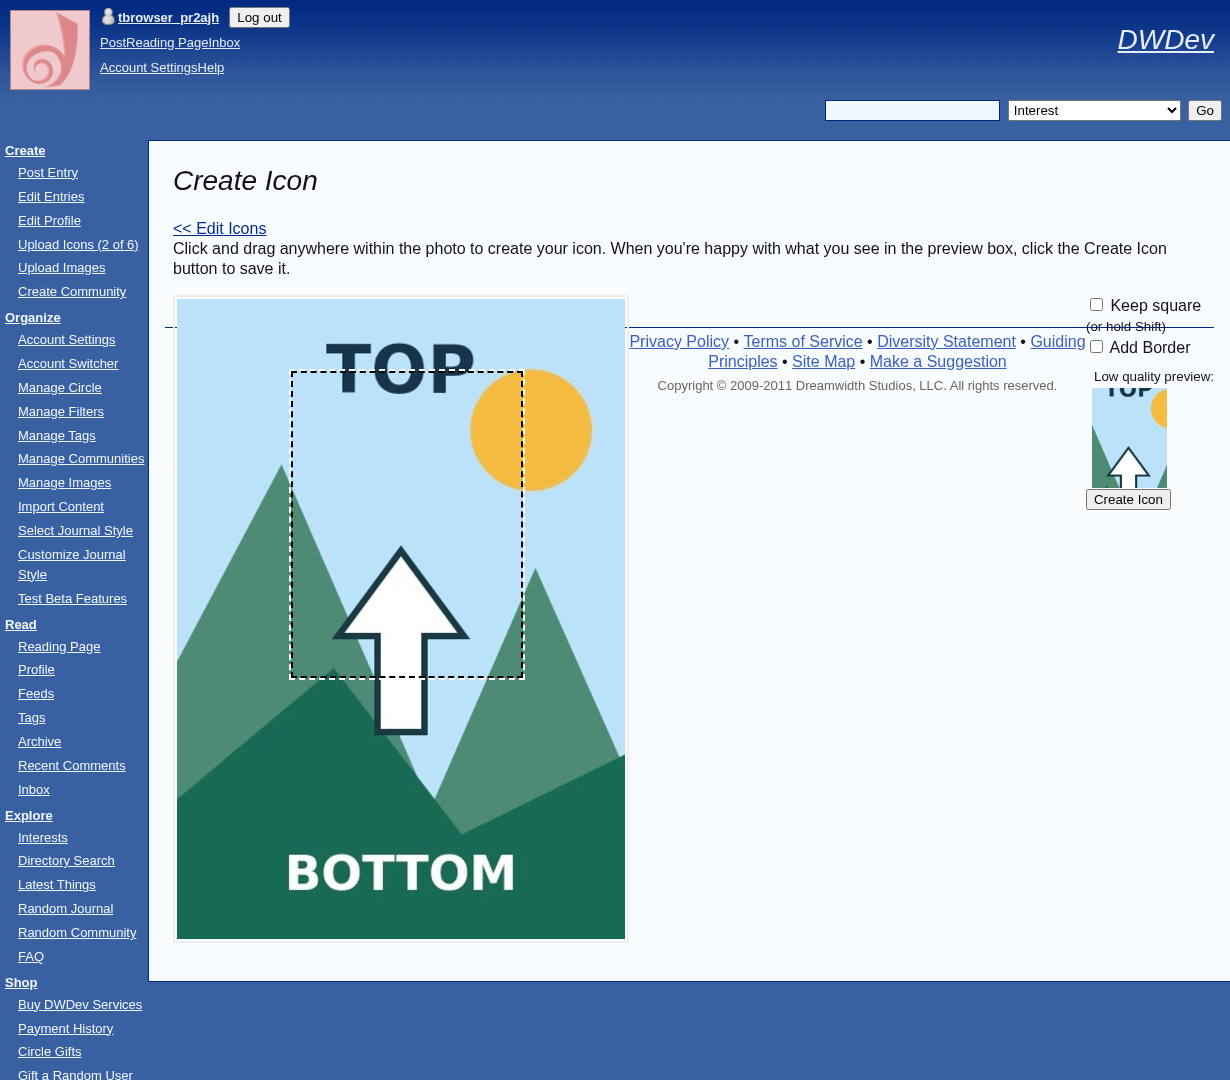 tbrowser_pr2ajh Log out
PostReading PageInbox
Account SettingsHelp
DWDev
Interest Go
Create
Post Entry
Edit Entries
Edit Profile
Upload Icons (2 of 6)
Upload Images
Create Community
Organize
Account Settings
Account Switcher
Manage Circle
Manage Filters
Manage Tags
Manage Communities
Manage Images
Import Content
Select Journal Style
Customize Journal
Style
Test Beta Features
Read
Reading Page
Profile
Feeds
Tags
Archive
Recent Comments
Inbox
Explore
Interests
Directory Search
Latest Things
Random Journal
Random Community
FAQ
Shop
Buy DWDev Services
Payment History
Circle Gifts
Gift a Random User
Create Icon
<< Edit Icons
Click and drag anywhere within the photo to create your icon. When you're happy with what you see in the preview box, click the Create Icon
button to save it.
TOP
BOTTOM
Privacy Policy • Terms of Service • Diversity Statement • Guiding
Principles • Site Map • Make a Suggestion
Copyright © 2009-2011 Dreamwidth Studios, LLC. All rights reserved.
Keep square
(or hold Shift)
Add Border
Low quality preview:
TOP
Create Icon